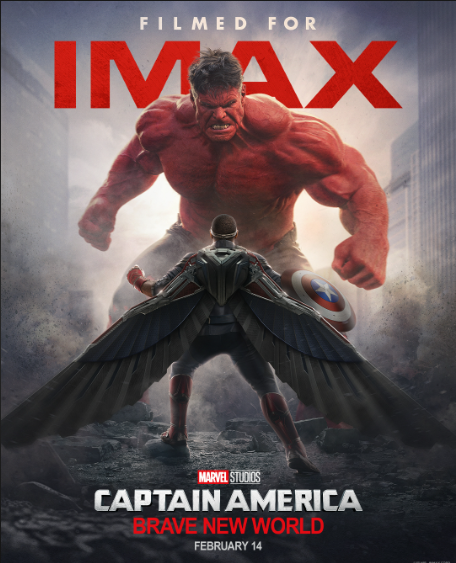 FILMED FOR
IMAX
MARVEL STUDIOS
CAPTAIN AMERICA
BRAVE NEW WORLD
FEBRUARY 14